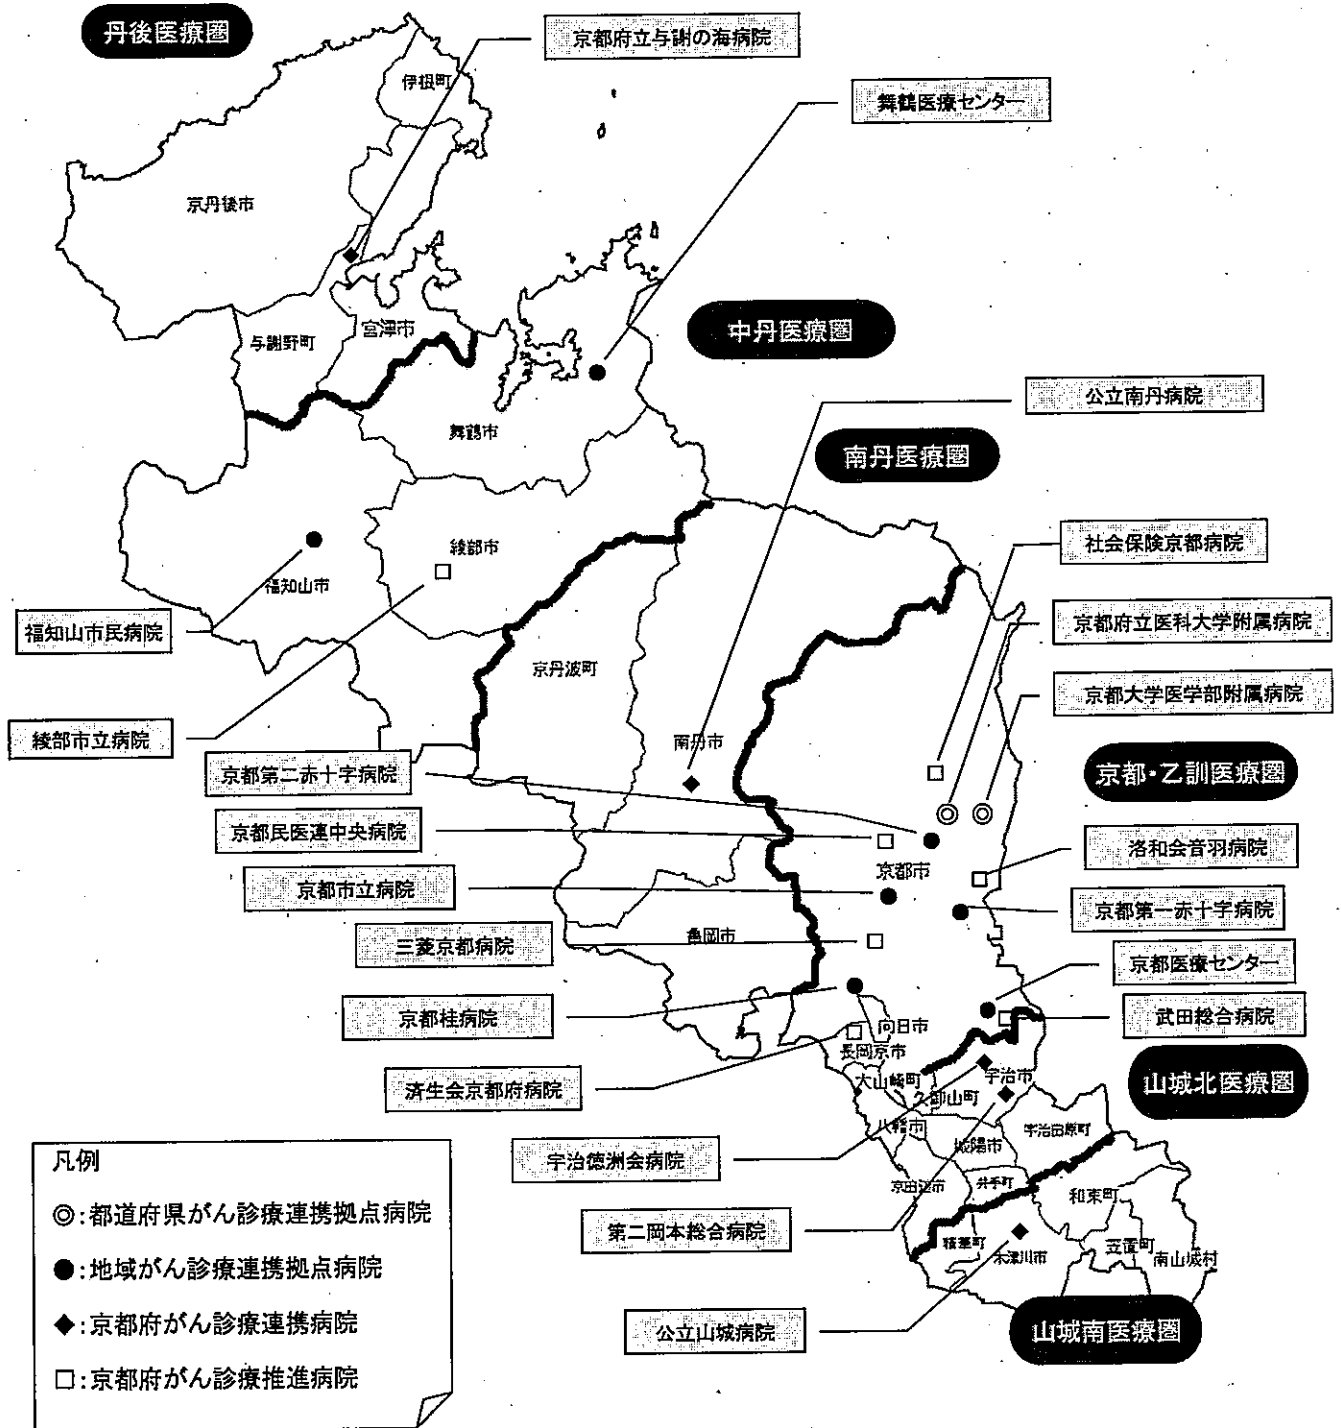 丹後医療圏
京都府立与謝の海病院
伊根町
舞鶴医療センター
京丹後市
中丹医療圏
与謝野町
宮津市
公立南丹病院
舞鶴市
南丹医療圏
社会保険京都病院
綾部市
福知山市
京都府立医科大学附属病院
福知山市民病院
京丹波町
京都大学医学部附属病院
綾部市立病院
南丹市
京都第二赤十字病院
京都・乙訓医療圏
京都民医連中央病院
洛和会音羽病院
京都市
京都市立病院
京都第一赤十字病院
三菱京都病院
亀岡市
京都医療センター
京都桂病院
向日市
武田総合病院
長岡京市
済生会京都府病院
大山崎町
宇治市
山城北医療圏
久御山町
八幡市
宇治田原町
城陽市
宇治徳洲会病院
京田辺市
井手町
和束町
第二岡本総合病院
精華町
木津川市
笠置町
南山城村
公立山城病院
山城南医療圏
凡例
◎:都道府県がん診療連携拠点病院
●:地域がん診療連携拠点病院
◆:京都府がん診療連携病院
□:京都府がん診療推進病院